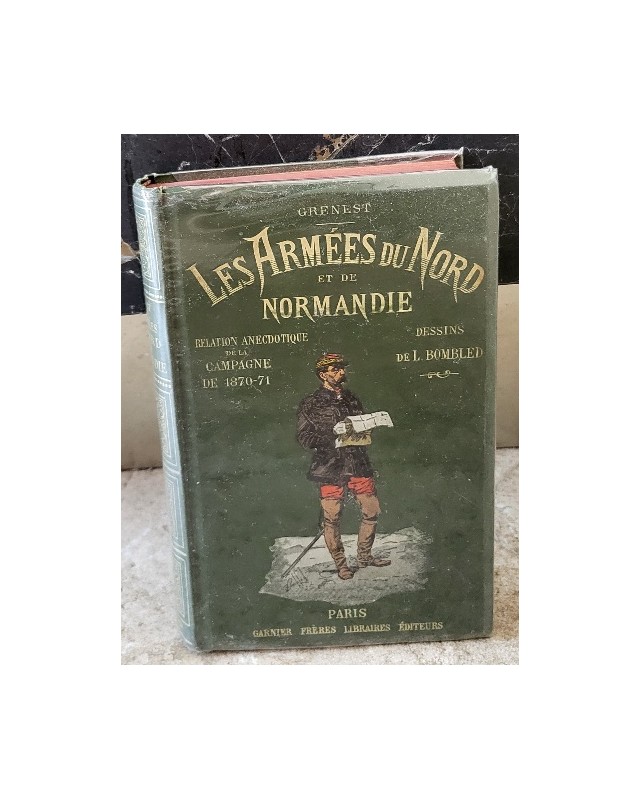 GRENEST
LES ARMÉES DU NORD
ET DE
NORMANDIE
RELATION ANECDOTIQUE
DE LA
CAMPAGNE
DE 1870-71
DESSINS
DE L. BOMBLED
PARIS
GARNIER FRÈRES LIBRAIRES ÉDITEURS